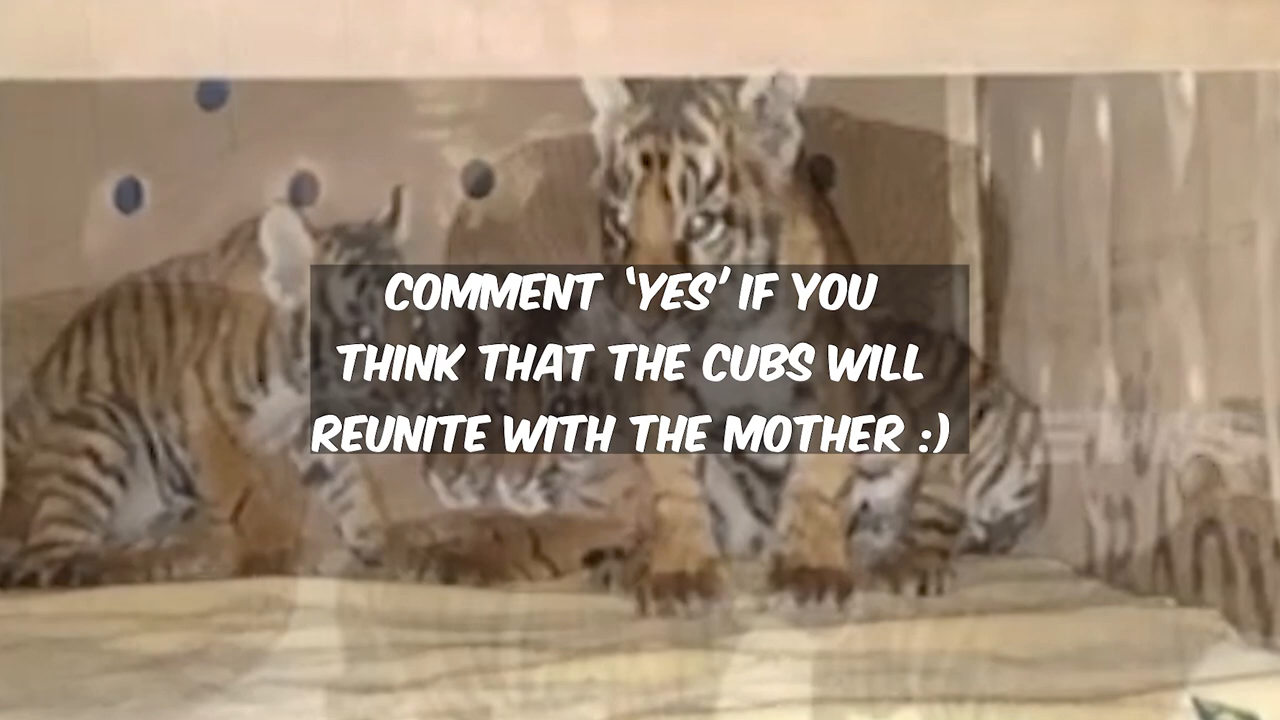 COMMENT 'YES' IF YOU
THINK THAT THE CUBS WILL
REUNITE WITH THE MOTHER :)